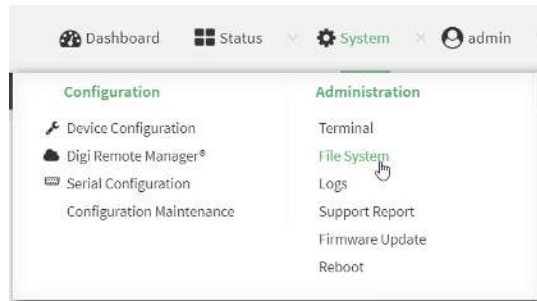 Dashboard Status System admin
Configuration
Device Configuration
Digi Remote Manager®
Serial Configuration
Configuration Maintenance
Administration
Terminal
File System
Logs
Support Report
Firmware Update
Reboot